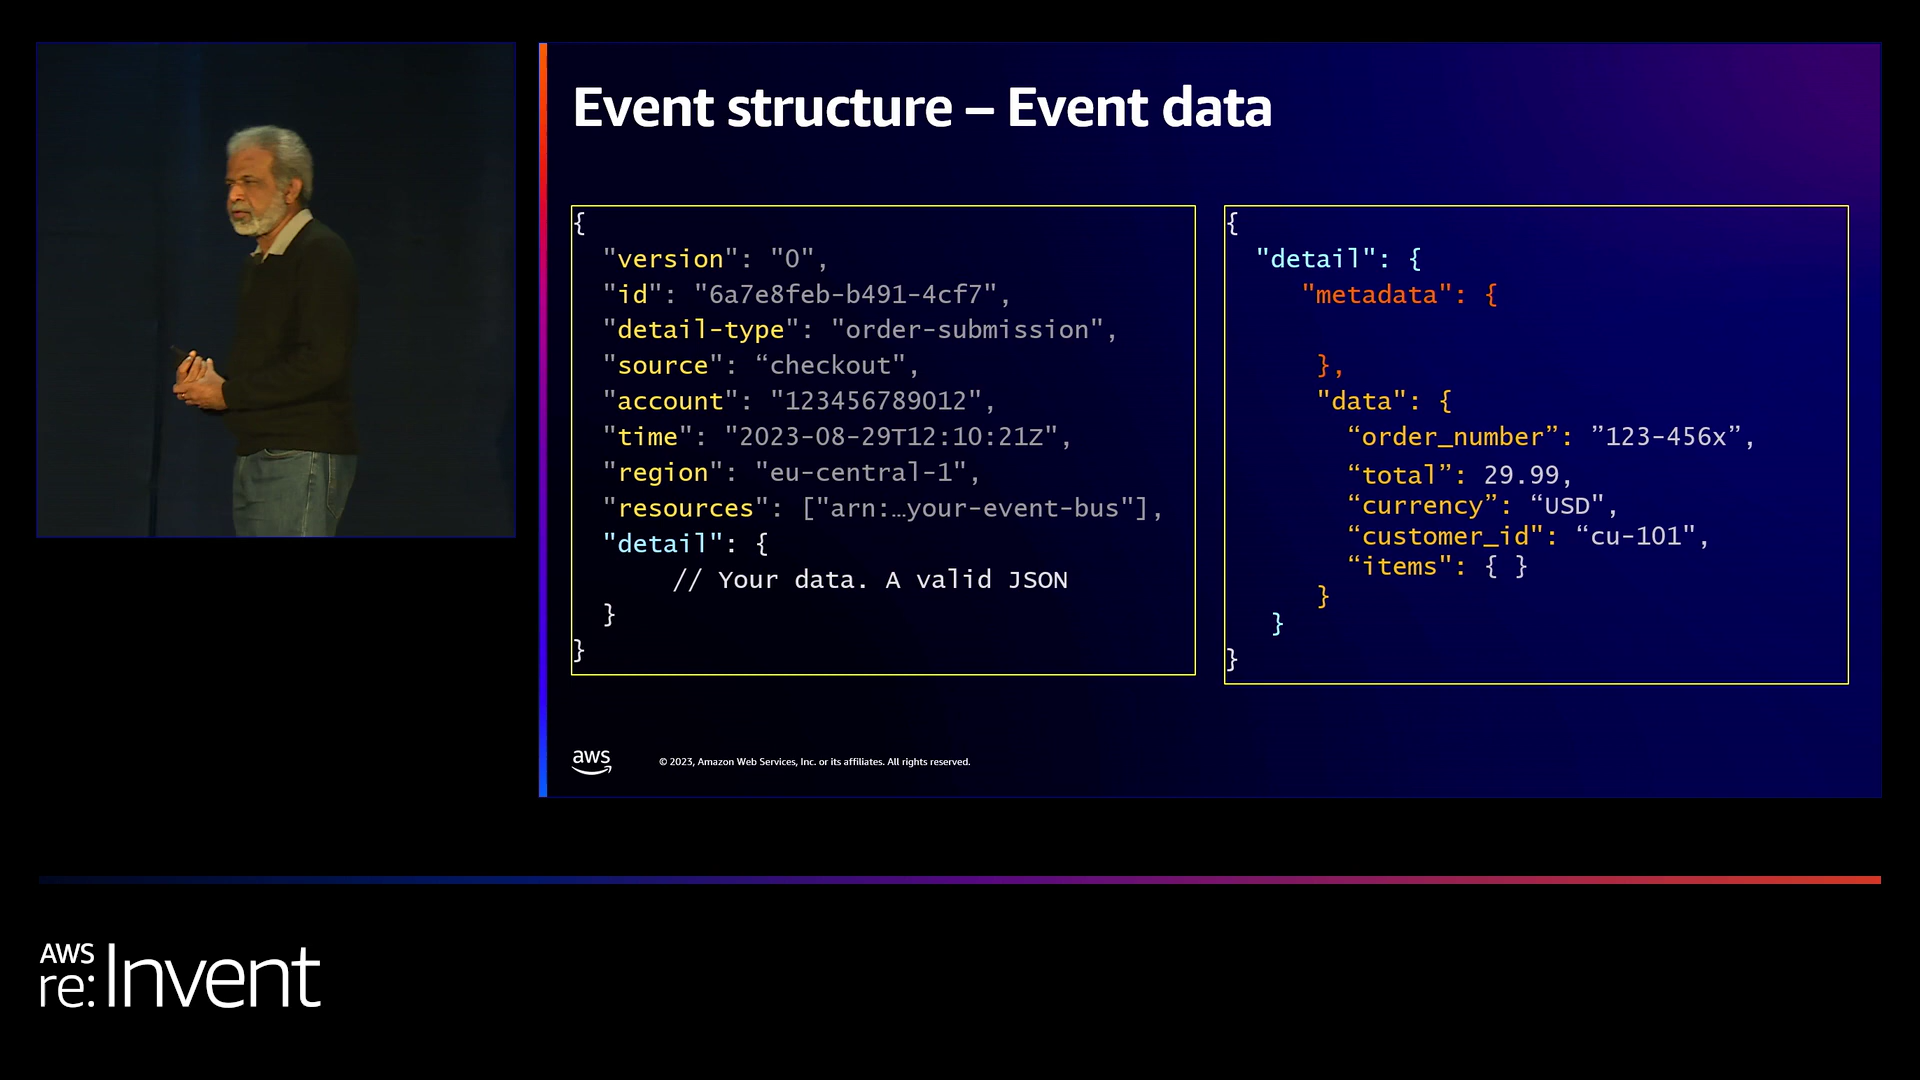 Event structure – Event data
{
"version": "0",
"id": "6a7e8feb-b491-4cf7",
"detail-type": "order-submission",
"source": “checkout",
"account": "123456789012",
"time": "2023-08-29T12:10:21Z",
"region": "eu-central-1",
"resources": ["arn:…your-event-bus"],
"detail": {
// Your data. A valid JSON
}
}
{
"detail": {
"metadata": {
},
"data": {
“order_number”: ”123-456x”,
“total”: 29.99,
“currency”: “USD",
“customer_id": “cu-101",
“items": { }
}
}
}
aws
© 2023, Amazon Web Services, Inc. or its affiliates. All rights reserved.
AWS
re:Invent